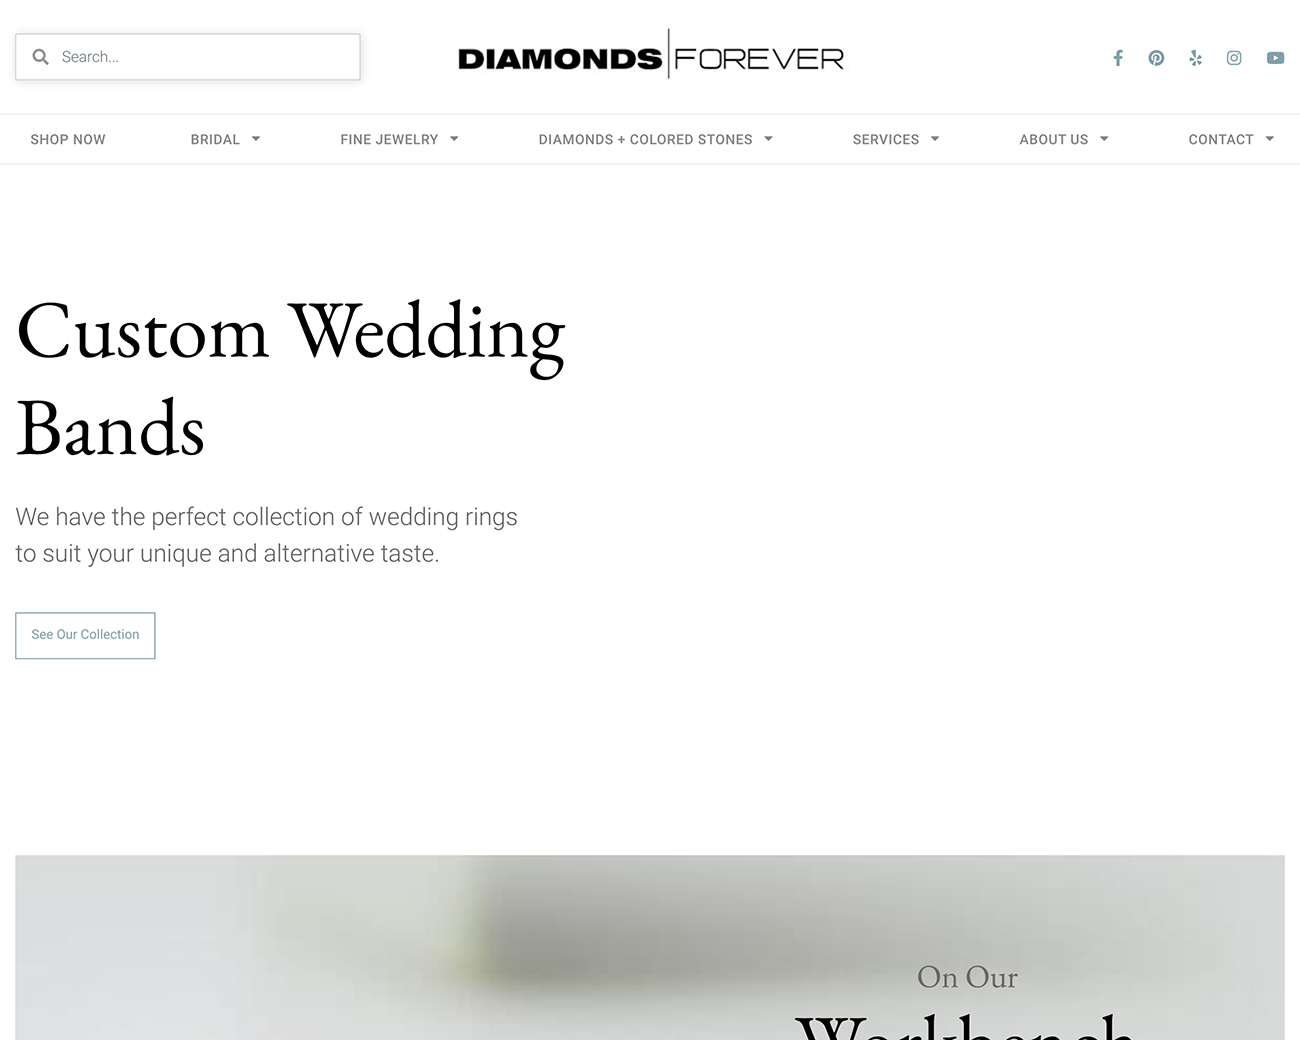 Search...
DIAMONDS FOREVER
SHOP NOW BRIDAL FINE JEWELRY DIAMONDS + COLORED STONES SERVICES ABOUT US CONTACT
Custom Wedding
Bands
We have the perfect collection of wedding rings
to suit your unique and alternative taste.
See Our Collection
On Our
Workbench